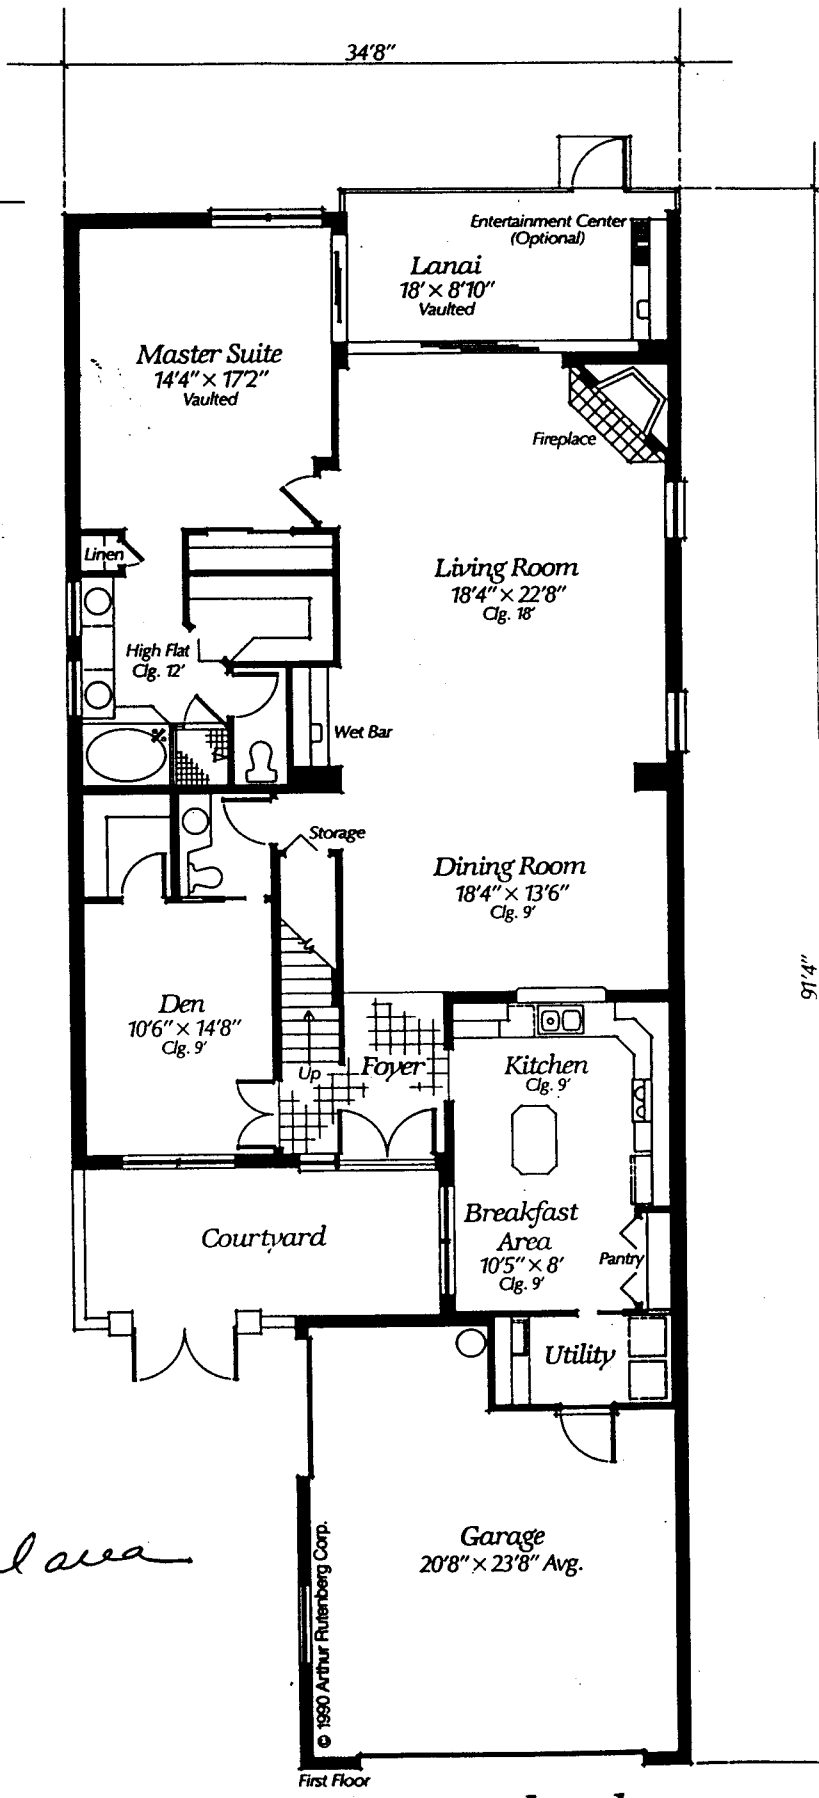 34'8"
Entertainment Center
(Optional)
Lanai
18' × 8'10"
Vaulted
Master Suite
14'4" × 17'2"
Vaulted
Fireplace
Linen
Living Room
18'4" × 22'8"
Clg. 18'
High Flat
Clg. 12'
Wet Bar
Storage
Dining Room
18'4" × 13'6"
Clg. 9'
91'4"
Den
10'6" × 14'8"
Clg. 9'
Up
Foyer
Kitchen
Clg. 9'
Courtyard
Breakfast
Area
10'5" × 8'
Clg. 9'
Pantry
Utility
area
Garage
20'8" × 23'8" Avg.
© 1990 Arthur Rutenberg Corp.
First Floor